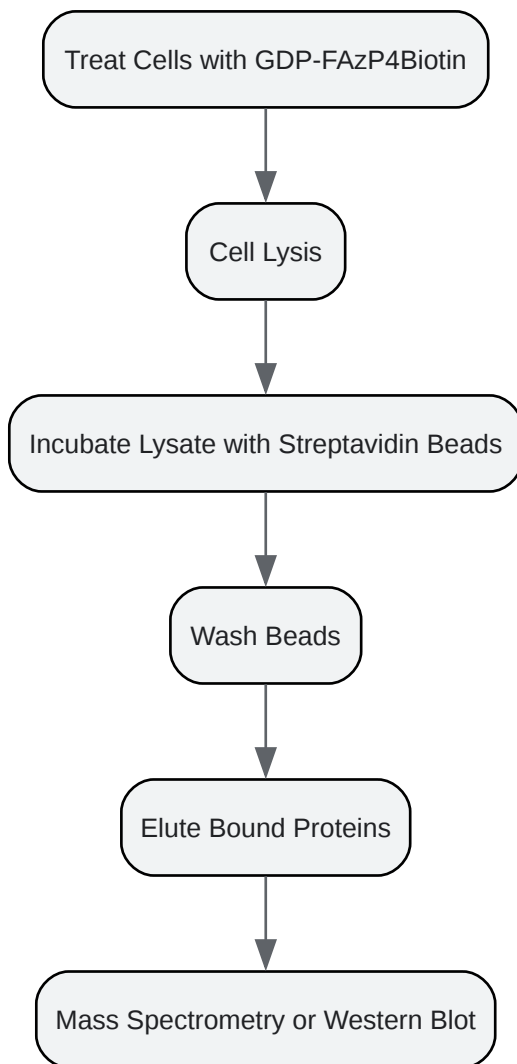 Treat Cells with GDP-FAzP4Biotin
Cell Lysis
Incubate Lysate with Streptavidin Beads
Wash Beads
Elute Bound Proteins
Mass Spectrometry or Western Blot